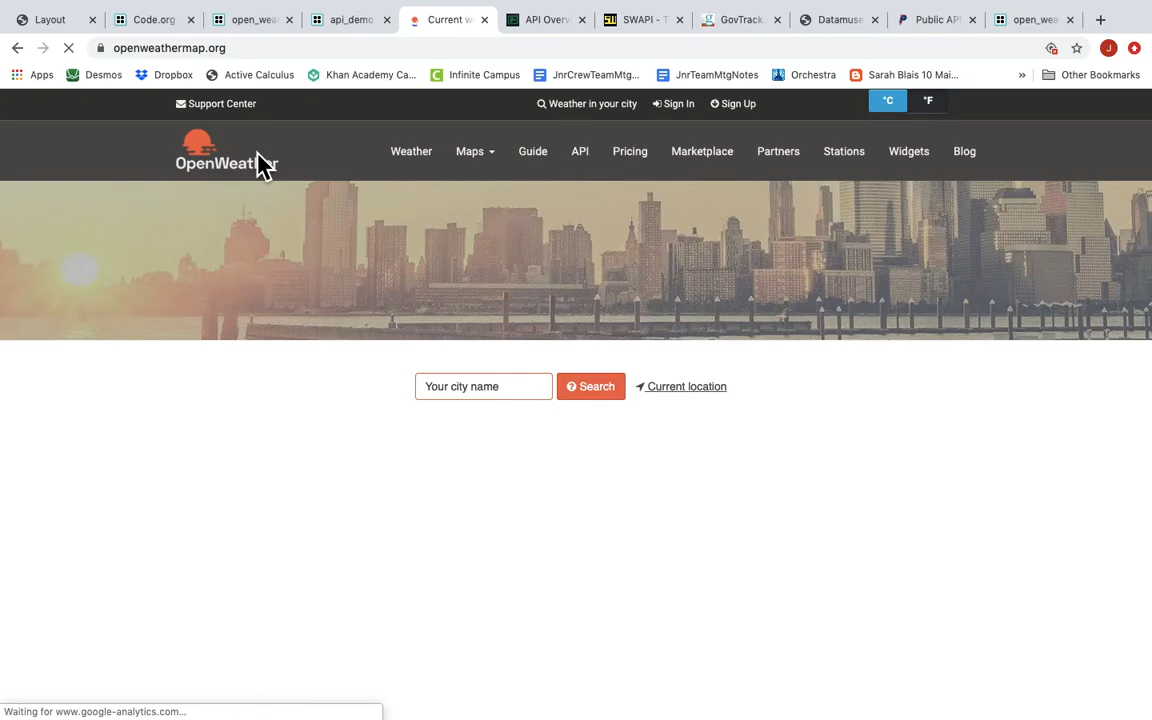 Layout Code.org open_wea api_demo Current w API Overvi SWAPI - T GovTrack. Datamuse Public API open_wea
openweathermap.org
Apps Desmos Dropbox Active Calculus Khan Academy Ca... Infinite Campus JnrCrewTeamMtg... JnrTeamMtgNotes Orchestra Sarah Blais 10 Mai... » Other Bookmarks
Support Center Weather in your city Sign In Sign Up °C °F
OpenWeather Weather Maps Guide API Pricing Marketplace Partners Stations Widgets Blog
Your city name Search Current location
Waiting for www.google-analytics.com...